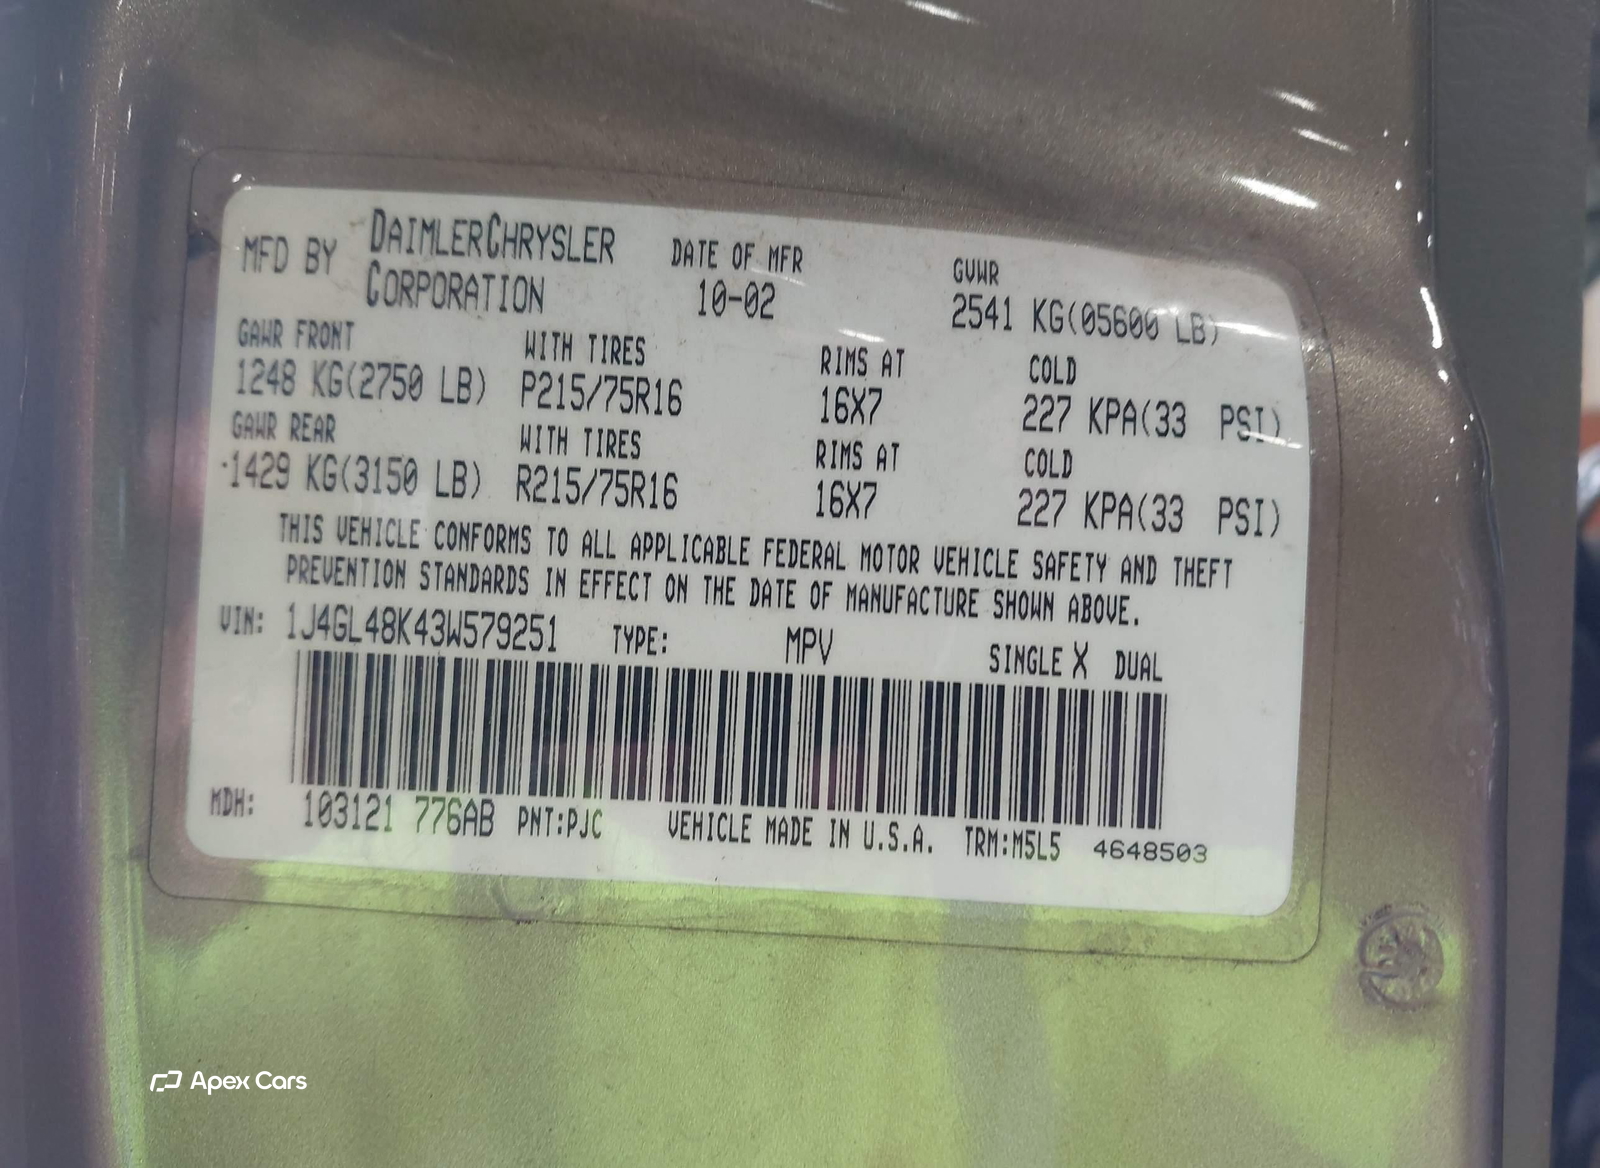 MFD BY DAIMLERCHRYSLER CORPORATION DATE OF MFR 10-02 GVWR 2541 KG(05600 LB)
GAWR FRONT WITH TIRES RIMS AT COLD
1248 KG(2750 LB) P215/75R16 16X7 227 KPA(33 PSI)
GAWR REAR WITH TIRES RIMS AT COLD
1429 KG(3150 LB) R215/75R16 16X7 227 KPA(33 PSI)
THIS VEHICLE CONFORMS TO ALL APPLICABLE FEDERAL MOTOR VEHICLE SAFETY AND THEFT
PREVENTION STANDARDS IN EFFECT ON THE DATE OF MANUFACTURE SHOWN ABOVE.
VIN: 1J4GL48K43W579251 TYPE: MPV SINGLE X DUAL
MDH: 103121 776AB PNT:PJC VEHICLE MADE IN U.S.A. TRM:M5L5 4648503
Apex Cars